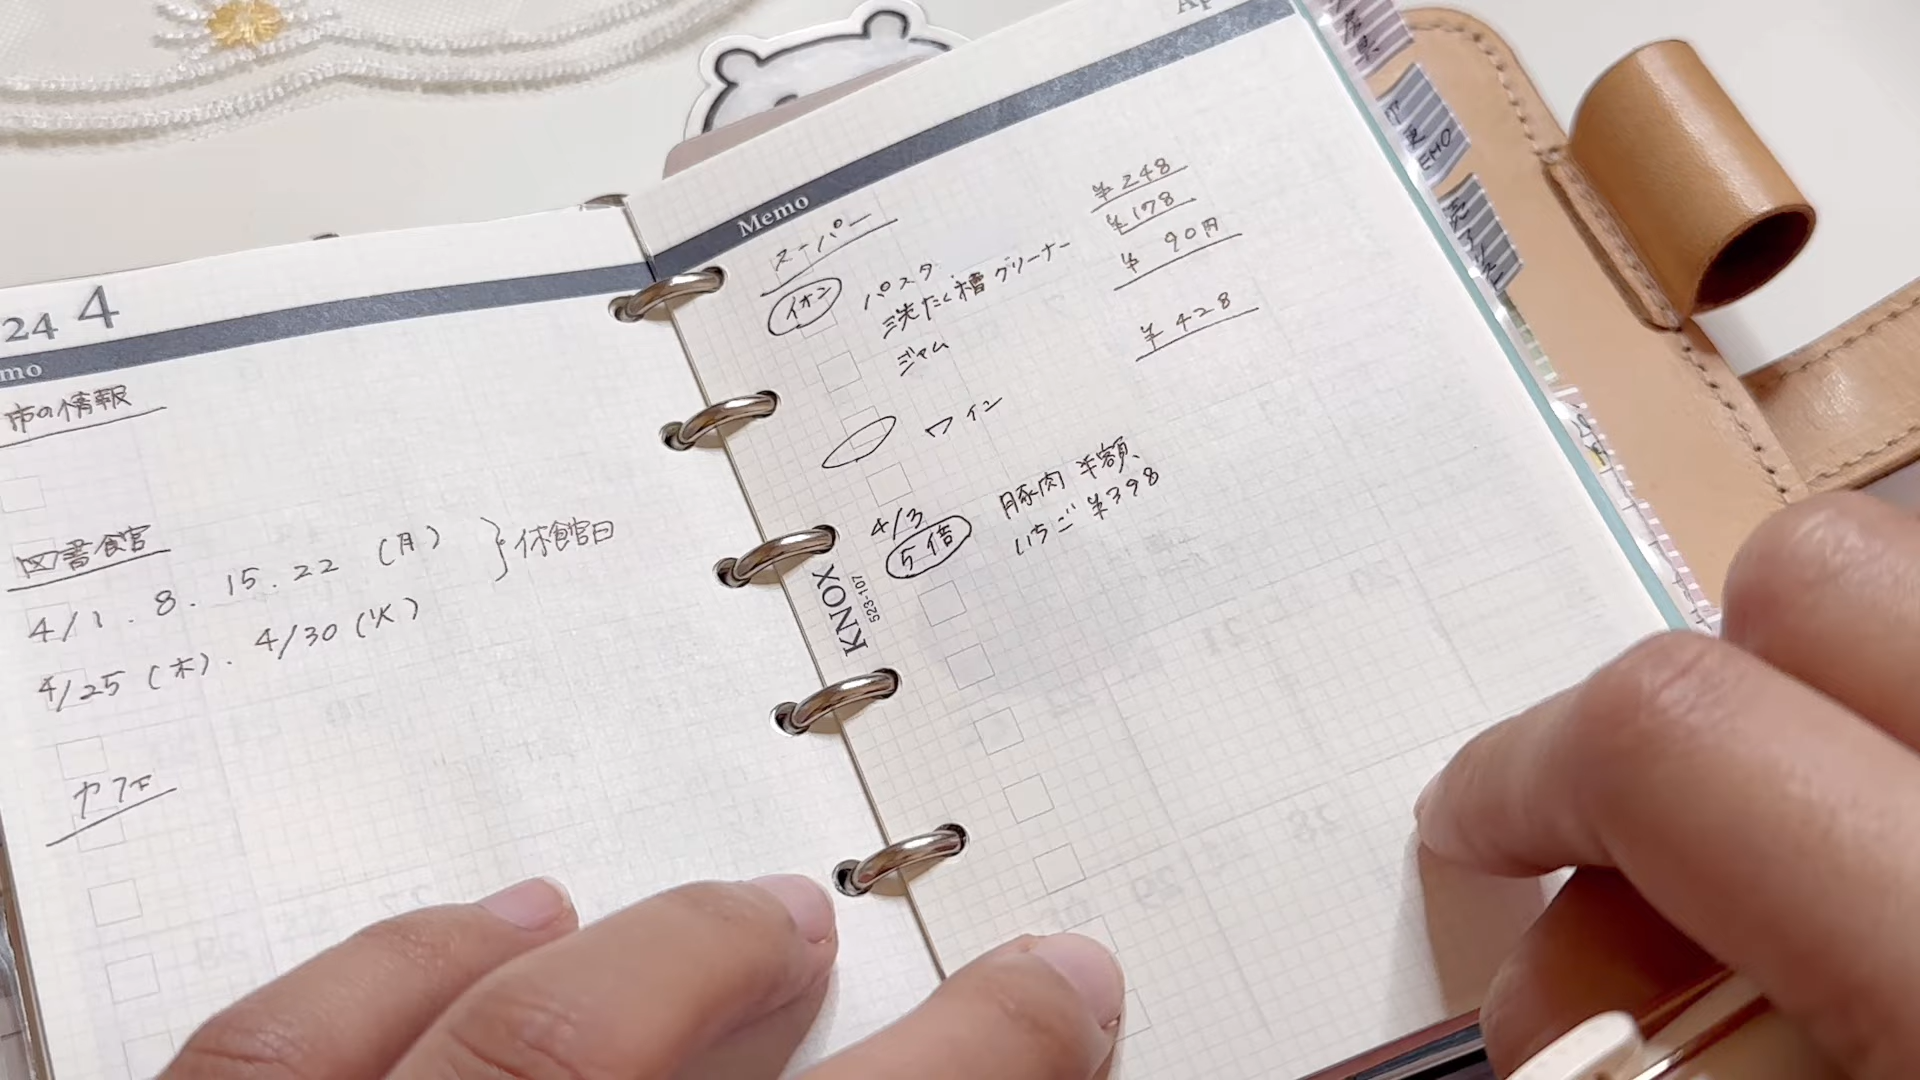 24 4
mo
市の情報
図書館
4/1. 8. 15. 22 (月)
4/25 (木). 4/30 (火)
}休館日
カフェ
Memo
スーパー
イオン
パスタ ¥248
洗たく槽クリーナー ¥178
ジャム ¥90円
ワイン ¥428
4/3
5倍
豚肉 半額
いちご ¥398
KNOX
523-107